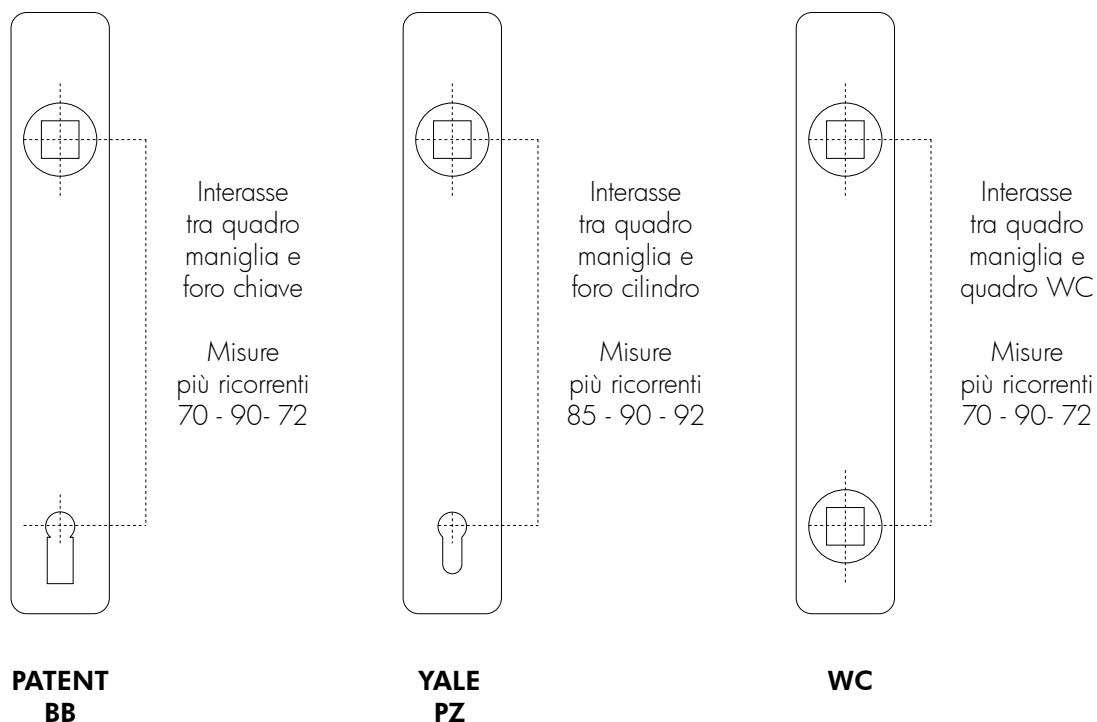 Interasse
tra quadro
maniglia e
foro chiave
Misure
più ricorrenti
70 - 90- 72
Interasse
tra quadro
maniglia e
foro cilindro
Misure
più ricorrenti
85 - 90 - 92
Interasse
tra quadro
maniglia e
quadro WC
Misure
più ricorrenti
70 - 90- 72
PATENT
BB
YALE
PZ
WC